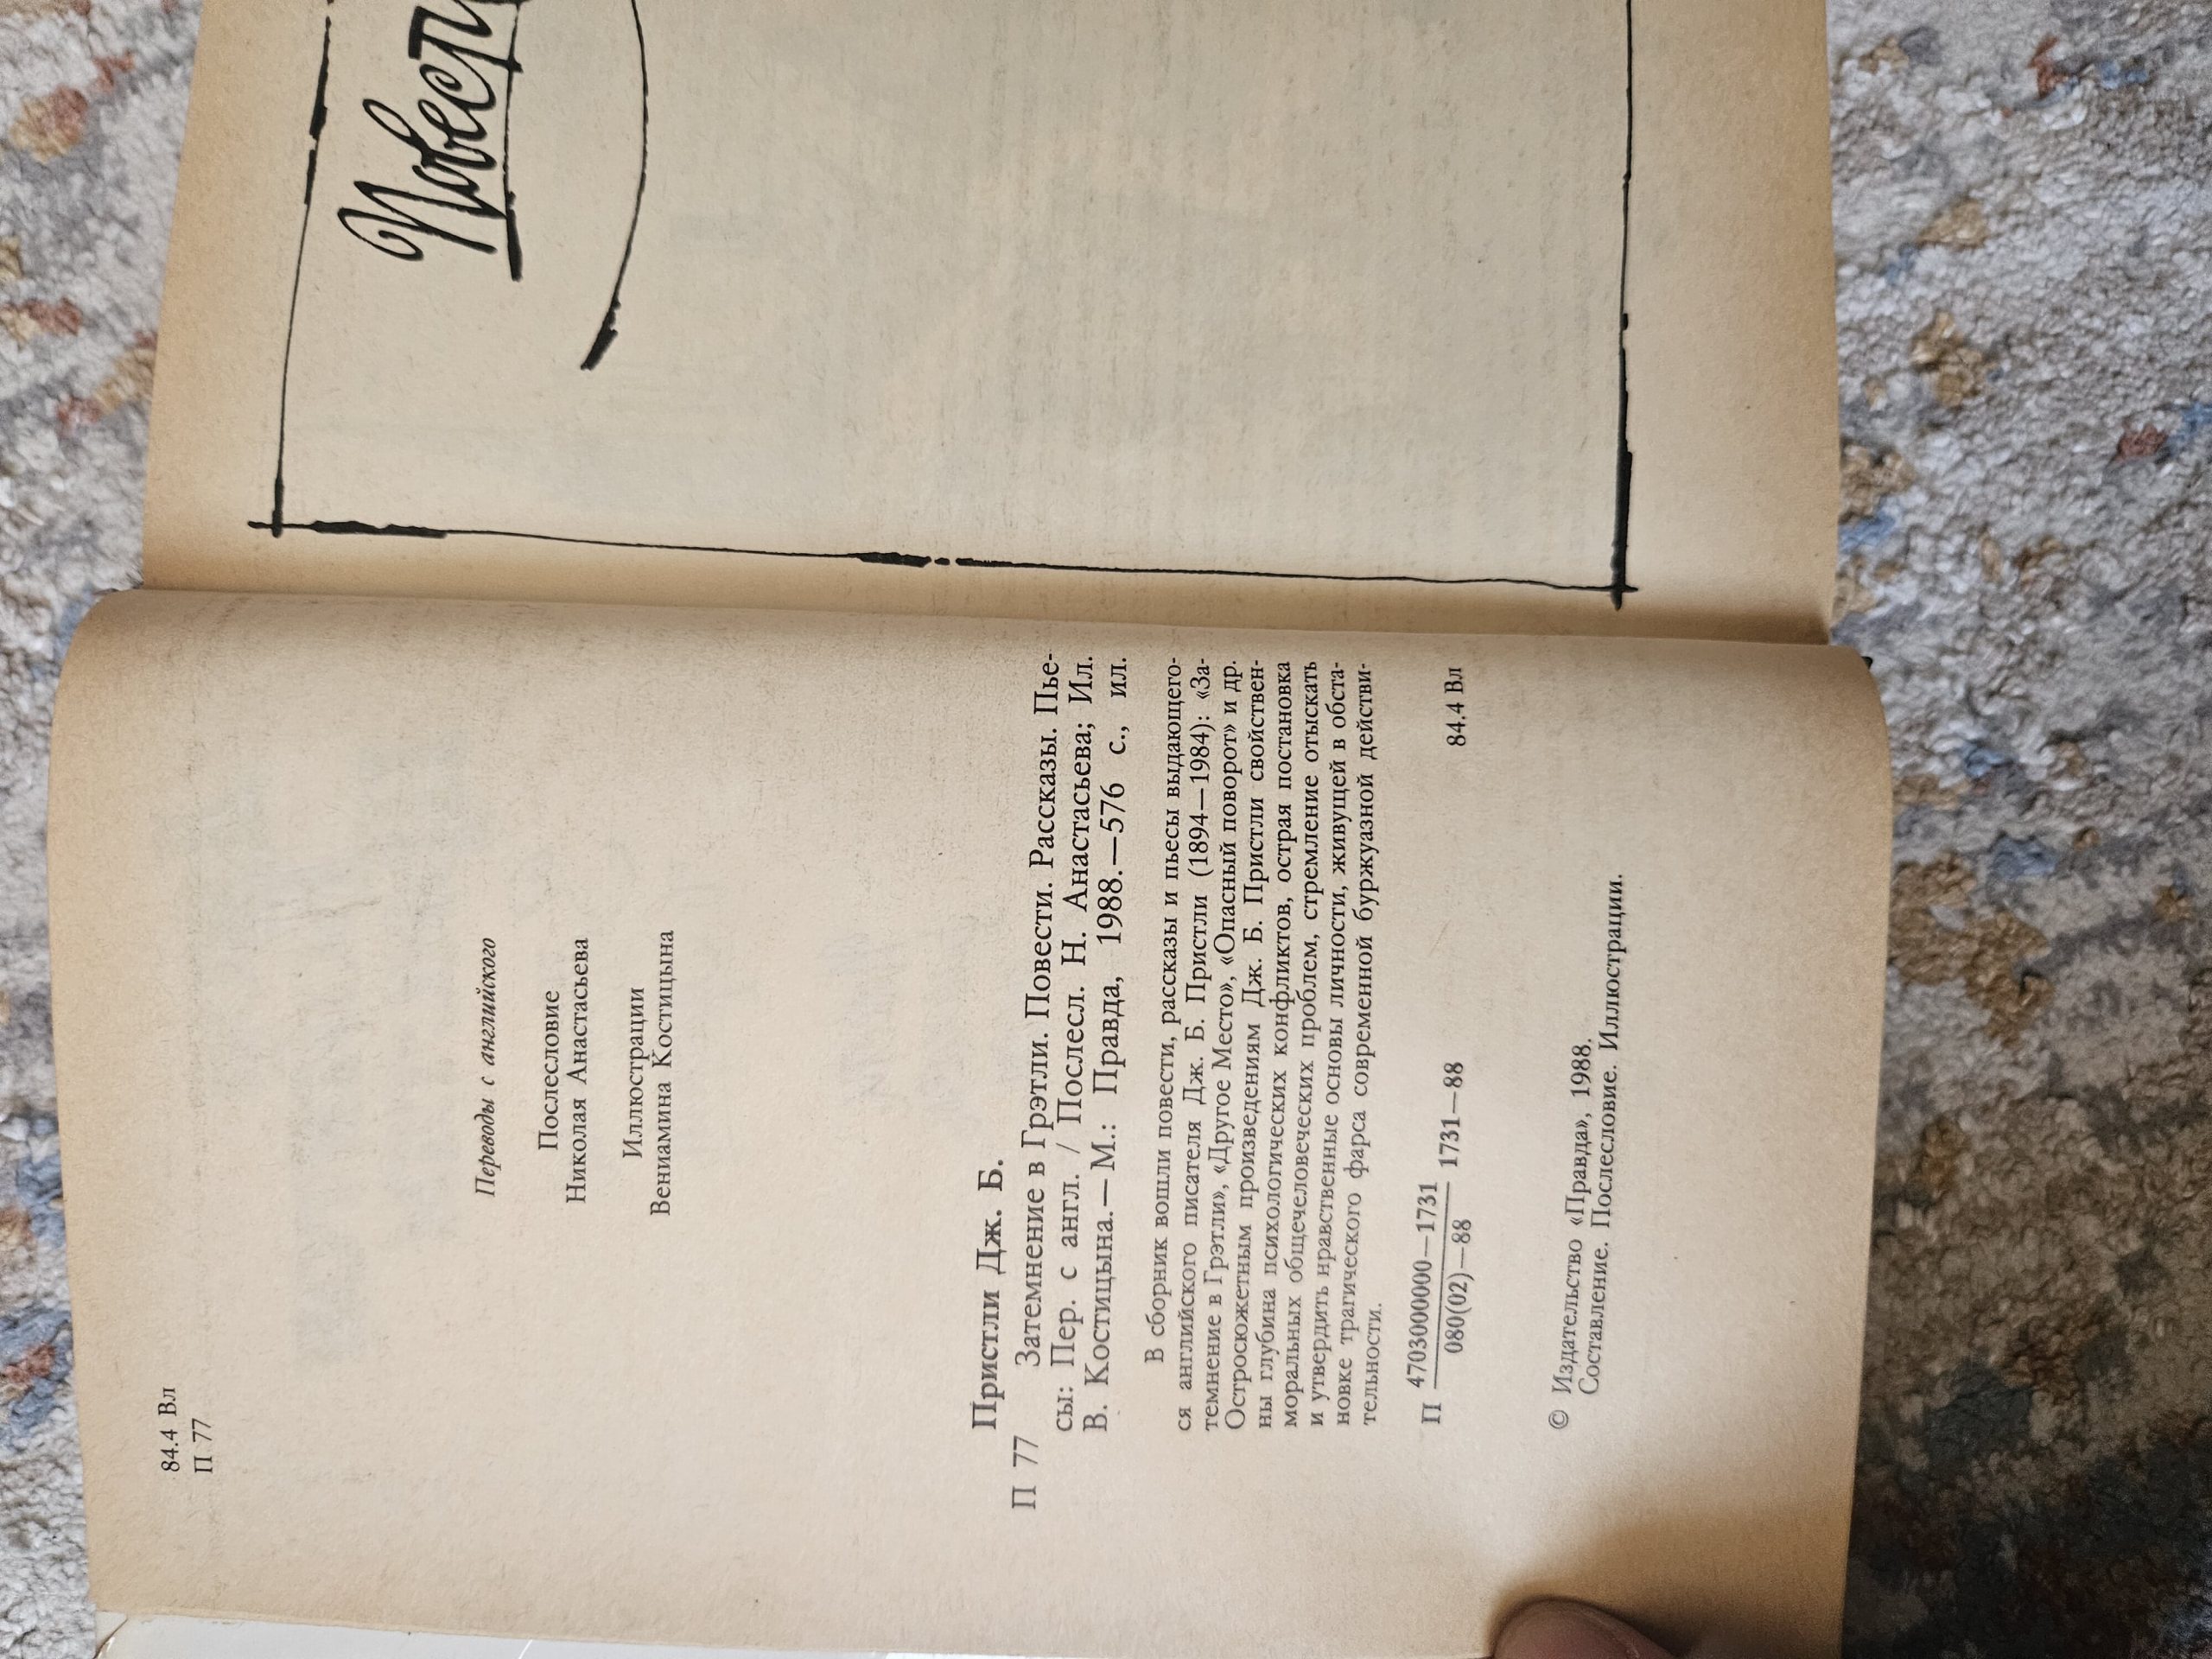 84.4 Вл
П 77
Переводы с английского
Послесловие
Николая Анастасьева
Иллюстрации
Вениамина Костицына
Пристли Дж. Б.
П 77 Затемнение в Грэтли. Повести. Рассказы. Пье-
сы: Пер. с англ. / Послесл. Н. Анастасьева; Ил.
В. Костицына.— М.: Правда, 1988.—576 с., ил.
В сборник вошли повести, рассказы и пьесы выдающего-
ся английского писателя Дж. Б. Пристли (1894—1984): «За-
темнение в Грэтли», «Другое Место», «Опасный поворот» и др.
Остросюжетным произведениям Дж. Б. Пристли свойствен-
ны глубина психологических конфликтов, острая постановка
моральных общечеловеческих проблем, стремление отыскать
и утвердить нравственные основы личности, живущей в обста-
новке трагического фарса современной буржуазной действи-
тельности.
П 4703000000—1731 1731—88 84.4 Вл
080(02)—88
© Издательство «Правда», 1988.
Составление. Послесловие. Иллюстрации.